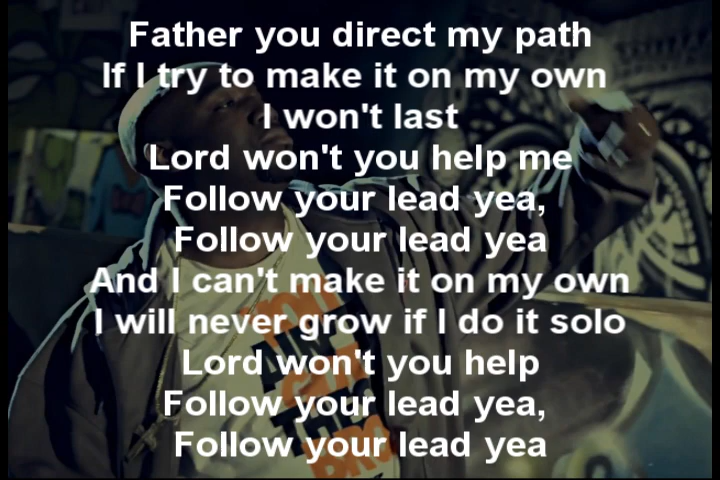 Father you direct my path
If I try to make it on my own
I won't last
Lord won't you help me
Follow your lead yea,
Follow your lead yea
And I can't make it on my own
I will never grow if I do it solo
Lord won't you help
Follow your lead yea,
Follow your lead yea